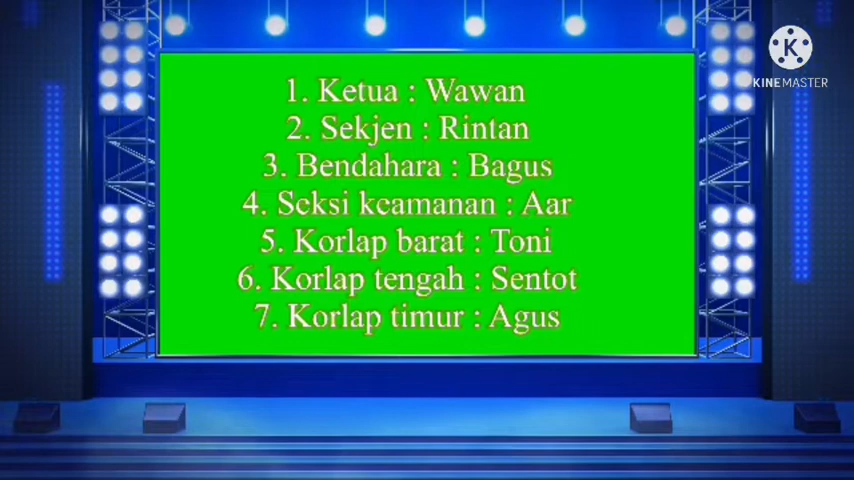 KINEMASTER
1. Ketua : Wawan
2. Sekjen : Rintan
3. Bendahara : Bagus
4. Seksi keamanan : Aar
5. Korlap barat : Toni
6. Korlap tengah : Sentot
7. Korlap timur : Agus